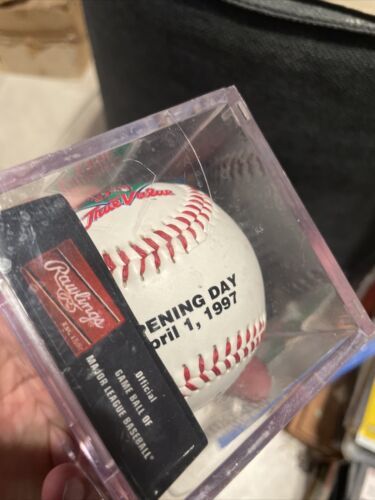 True Value
PENING DAY
pril 1, 1997
Rawlings
Official
GAME BALL OF
MAJOR LEAGUE BASEBALL®